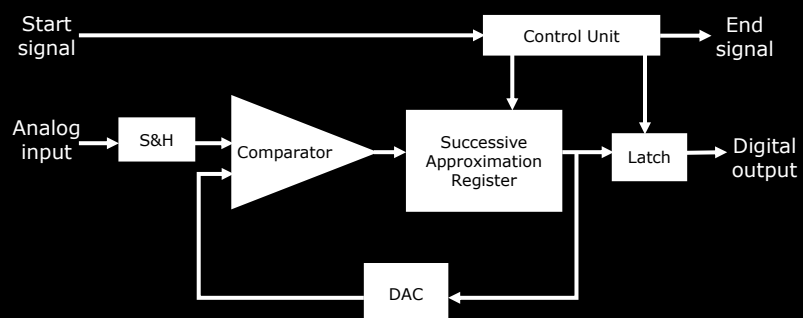 Start
signal
Control Unit
End
signal
Analog
input
S&H
Comparator
Successive
Approximation
Register
Latch
Digital
output
DAC